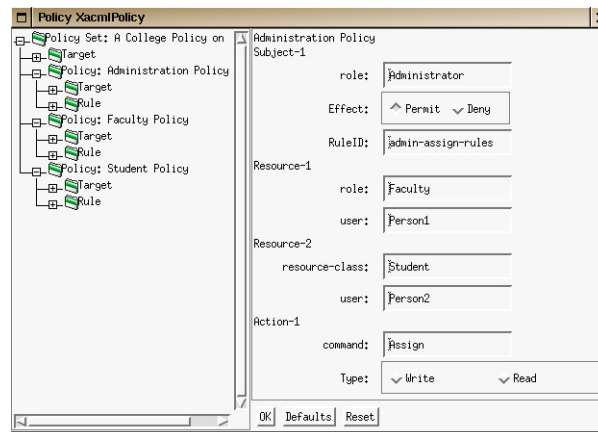 Policy XacmlPolicy
Policy Set: A College Policy on
Target
Policy: Administration Policy
Target
Rule
Policy: Faculty Policy
Target
Rule
Policy: Student Policy
Target
Rule
Administration Policy
Subject-1
role: Administrator
Effect: Permit Deny
RuleID: admin-assign-rules
Resource-1
role: Faculty
user: Person1
Resource-2
resource-class: Student
user: Person2
Action-1
command: Assign
Type: Write Read
OK Defaults Reset